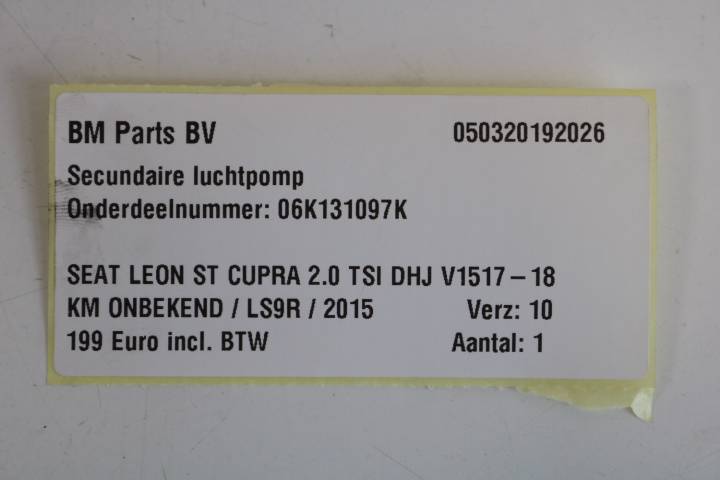 BM Parts BV 050320192026
Secundaire luchtpomp
Onderdeelnummer: 06K131097K
SEAT LEON ST CUPRA 2.0 TSI DHJ V1517 – 18
KM ONBEKEND / LS9R / 2015 Verz: 10
199 Euro incl. BTW Aantal: 1